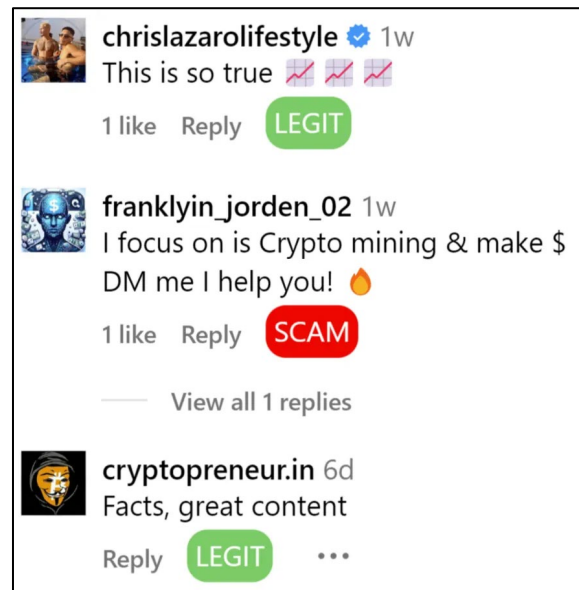 chrislazarolifestyle 1w
This is so true 📈 📈 📈
1 like Reply LEGIT
franklyin_jorden_02 1w
I focus on is Crypto mining & make $
DM me I help you! 🔥
1 like Reply SCAM
View all 1 replies
cryptopreneur.in 6d
Facts, great content
Reply LEGIT •••